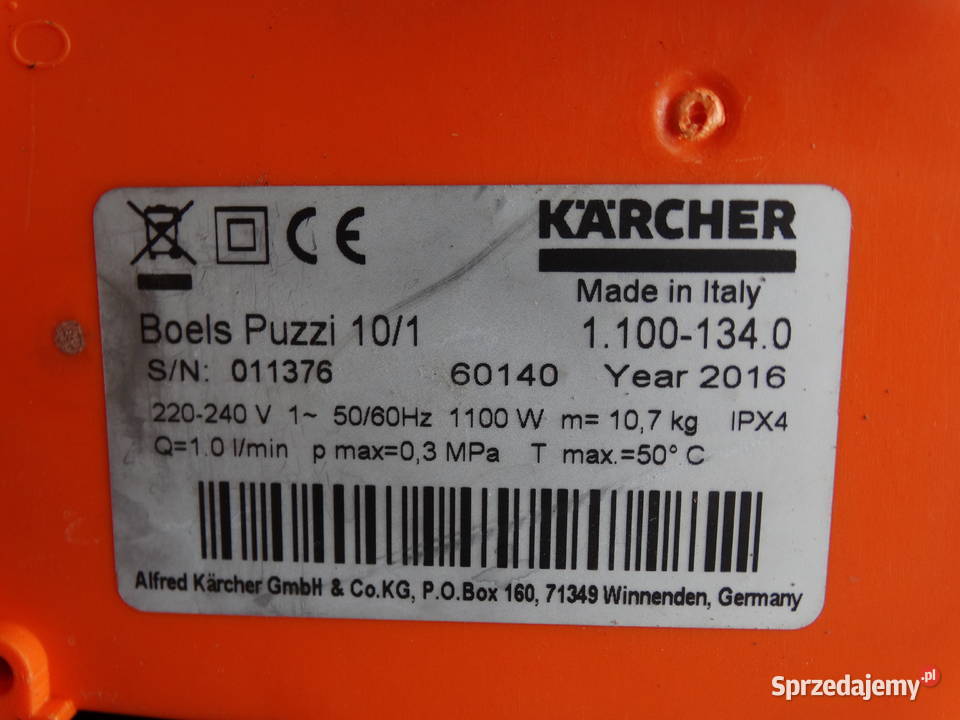 CE
KÄRCHER
Made in Italy
Boels Puzzi 10/1 1.100-134.0
S/N: 011376 60140 Year 2016
220-240 V 1~ 50/60Hz 1100 W m= 10,7 kg IPX4
Q=1.0 l/min p max=0,3 MPa T max.=50° C
Alfred Kärcher GmbH & Co.KG, P.O.Box 160, 71349 Winnenden, Germany
Sprzedajemy.pl